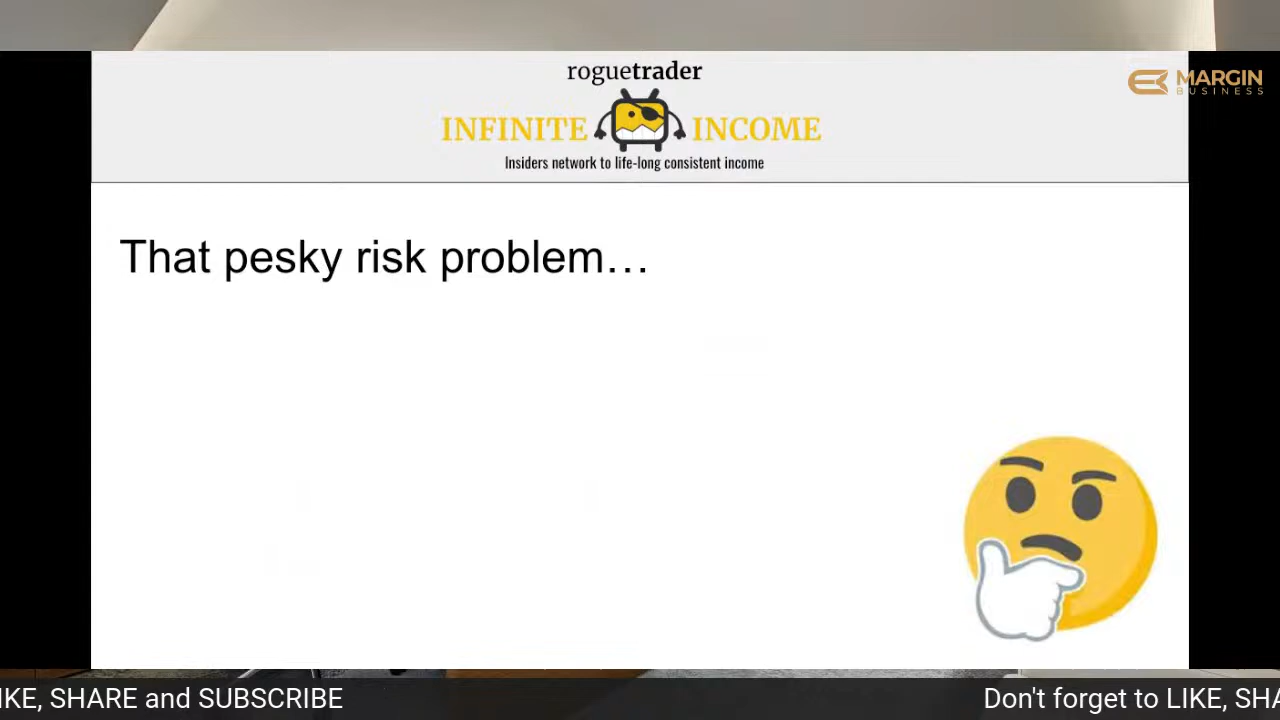 roguetrader
MARGIN
BUSINESS
INFINITE INCOME
Insiders network to life-long consistent income
That pesky risk problem…
IKE, SHARE and SUBSCRIBE
Don't forget to LIKE, SHA